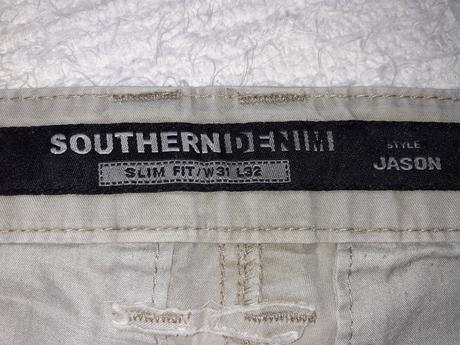 SOUTHERNDENIM
SLIM FIT/W31 L32
STYLE
JASON